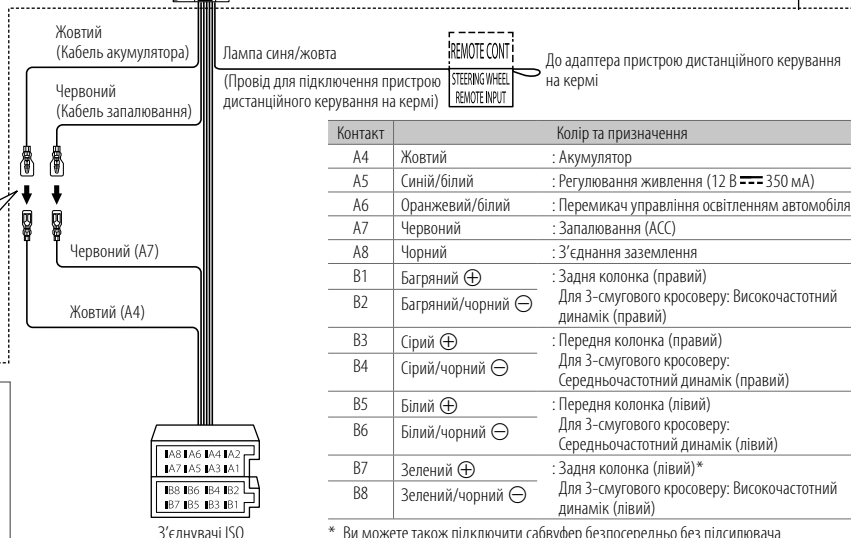 Жовтий
(Кабель акумулятора)
Червоний
(Кабель запалювання)
Лампа синя/жовта
(Провід для підключення пристрою
дистанційного керування на кермі)
REMOTE CONT
STEERING WHEEL
REMOTE INPUT
До адаптера пристрою дистанційного керування
на кермі
Червоний (A7)
Жовтий (A4)
A8 A6 A4 A2
A7 A5 A3 A1
B8 B6 B4 B2
B7 B5 B3 B1
З’єднувачі ISO
Контакт Колір та призначення
A4 Жовтий : Акумулятор
A5 Синій/білий : Регулювання живлення (12 В ⎓ 350 мА)
A6 Оранжевий/білий : Перемикач управління освітленням автомобіля
A7 Червоний : Запалювання (ACC)
A8 Чорний : З’єднання заземлення
B1 Багряний ⊕ : Задня колонка (правий)
B2 Багряний/чорний ⊖ Для 3-смугового кросоверу: Високочастотний
динамік (правий)
B3 Сірий ⊕ : Передня колонка (правий)
B4 Сірий/чорний ⊖ Для 3-смугового кросоверу:
Середньочастотний динамік (правий)
B5 Білий ⊕ : Передня колонка (лівий)
B6 Білий/чорний ⊖ Для 3-смугового кросоверу:
Середньочастотний динамік (лівий)
B7 Зелений ⊕ : Задня колонка (лівий)*
B8 Зелений/чорний ⊖ Для 3-смугового кросоверу: Високочастотний
динамік (лівий)
* Ви можете також підключити сабвуфер безпосередньо без підсилювача